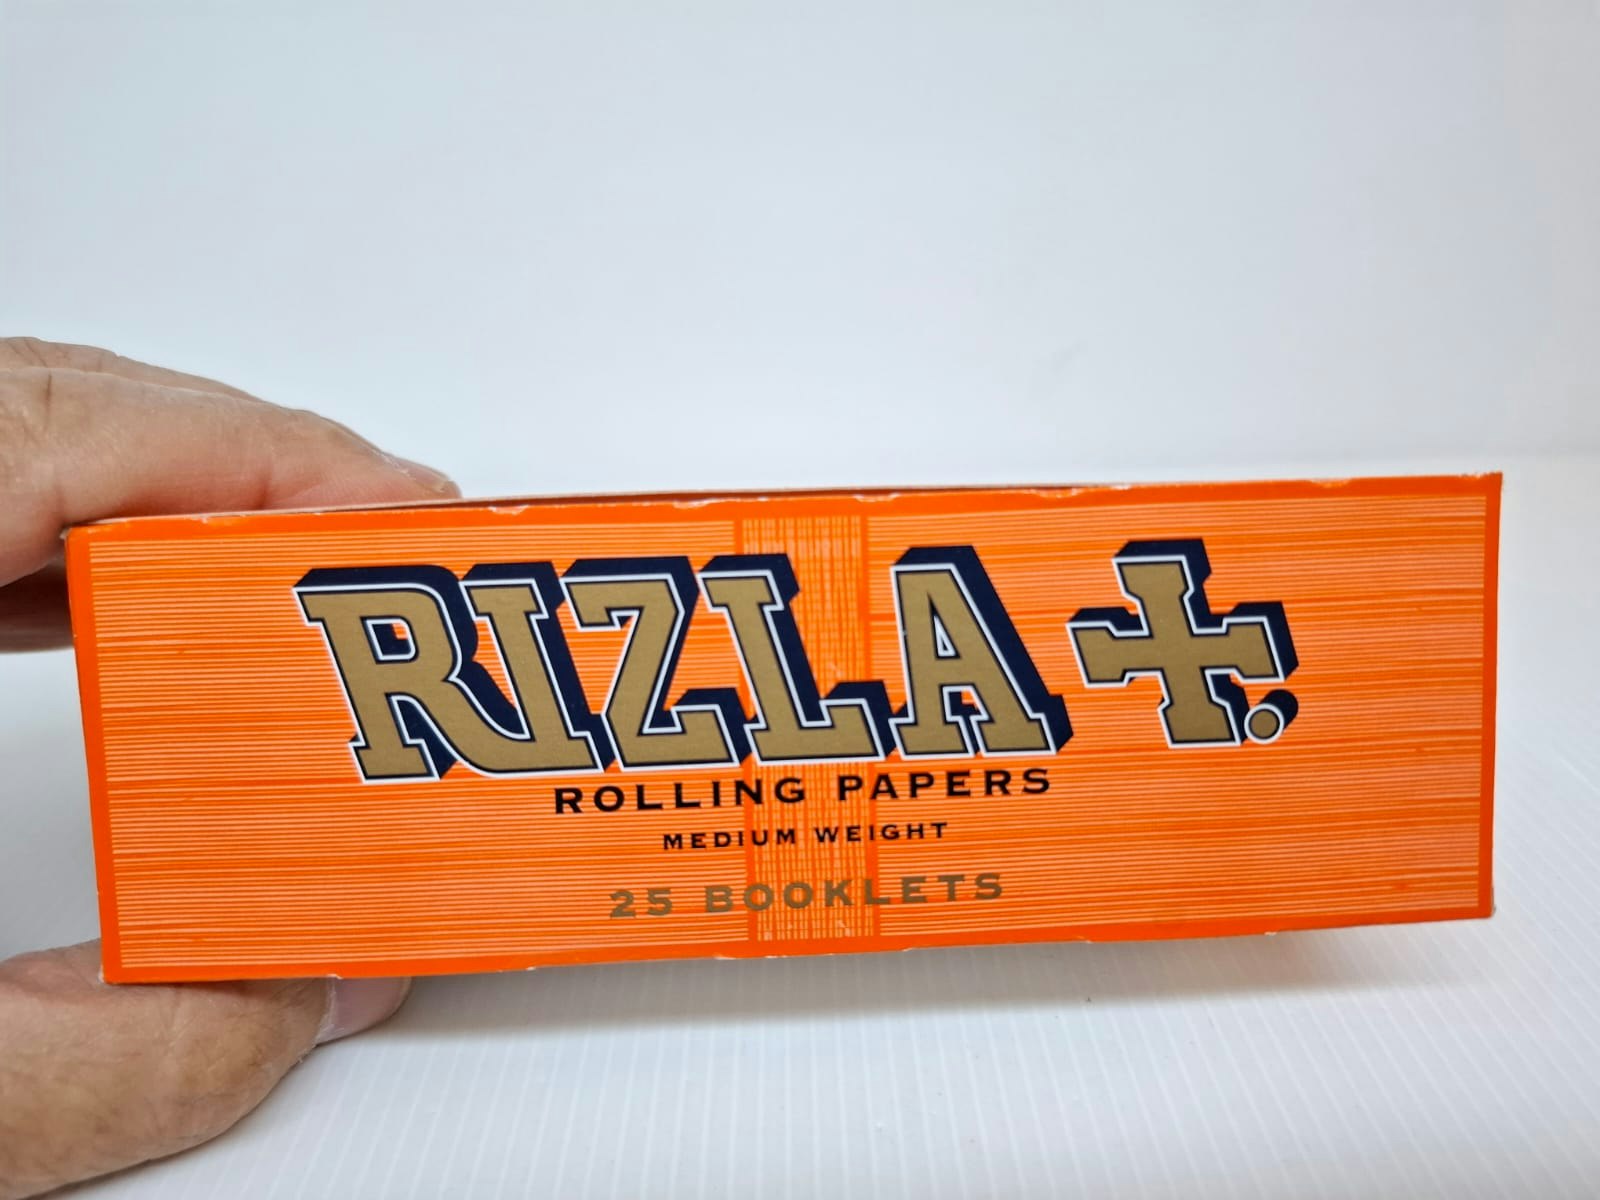 RIZLA +.
ROLLING PAPERS
MEDIUM WEIGHT
25 BOOKLETS